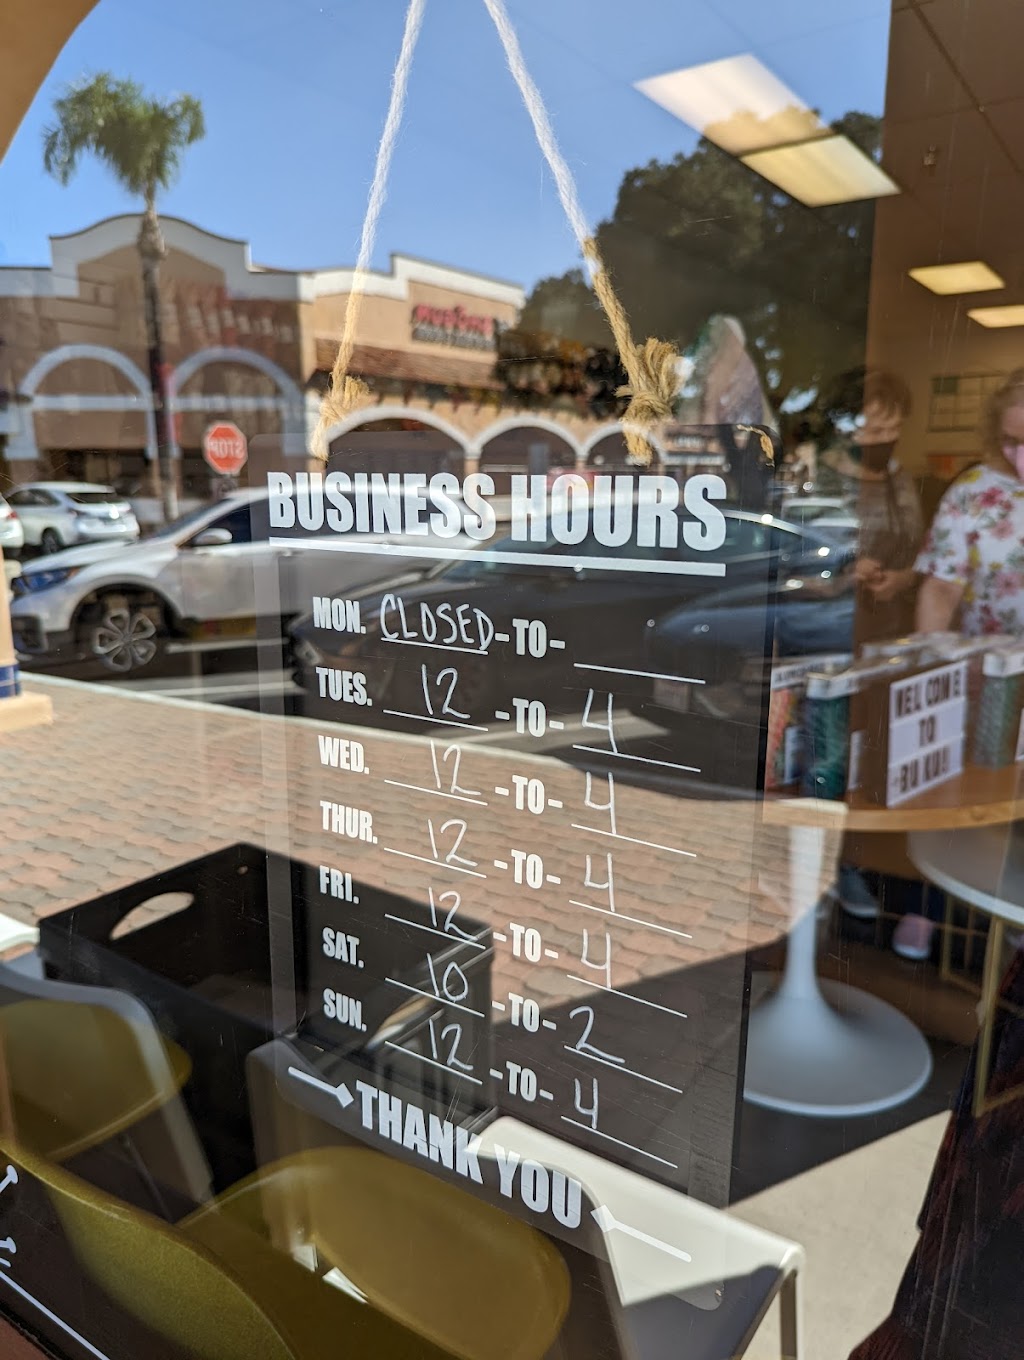 BUSINESS HOURS
MON. CLOSED -TO-
TUES. 12 -TO- 4
WED. 12 -TO- 4
THUR. 12 -TO- 4
FRI. 12 -TO- 4
SAT. 10 -TO- 2
SUN. 12 -TO- 4
THANK YOU
STOP
WELCOME
TO